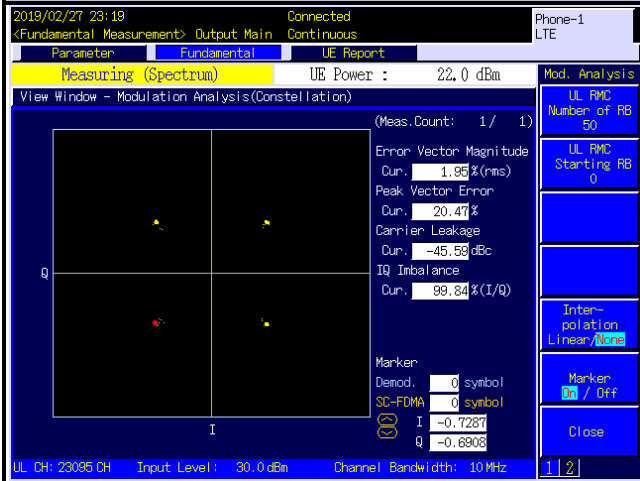 2019/02/27 23:19 Connected Phone-1
<Fundamental Measurement> Output Main Continuous LTE
Parameter Fundamental UE Report
Measuring (Spectrum) UE Power : 22.0 dBm Mod. Analysis
View Window - Modulation Analysis(Constellation)
(Meas.Count: 1/ 1)
Error Vector Magnitude
Cur. 1.95 %(rms)
Peak Vector Error
Cur. 20.47 %
Carrier Leakage
Cur. -45.59 dBc
IQ Imbalance
Cur. 99.84 %(I/Q)
Q
I
Marker
Demod. 0 symbol
SC-FDMA 0 symbol
I -0.7287
Q -0.6908
UL RMC
Number of RB
50
UL RMC
Starting RB
0
Inter-
polation
Linear/None
Marker
On / Off
Close
UL CH: 23095 CH Input Level: 30.0 dBm Channel Bandwidth: 10 MHz 1 2